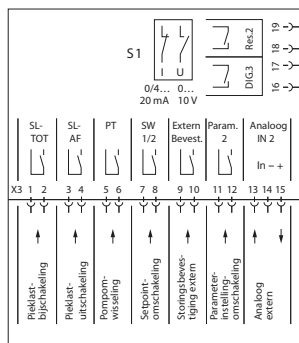 S1
I U
0/4… 0…
20 mA 10 V
Res.2
DIG.3
19
18
17
16
SL-
TOT
SL-
AF
PT
SW
1/2
Extern
Bevest.
Param.
2
Analoog
IN 2
In – +
X3 1 2 3 4 5 6 7 8 9 10 11 12 13 14 15
Pieklast-
bijschakeling
Pieklast-
uitschakeling
Pompom-
wisseling
Setpoint-
omschakeling
Storingsbeves-
tiging extern
Parameter-
instelling-
omschakeling
Analoog
extern